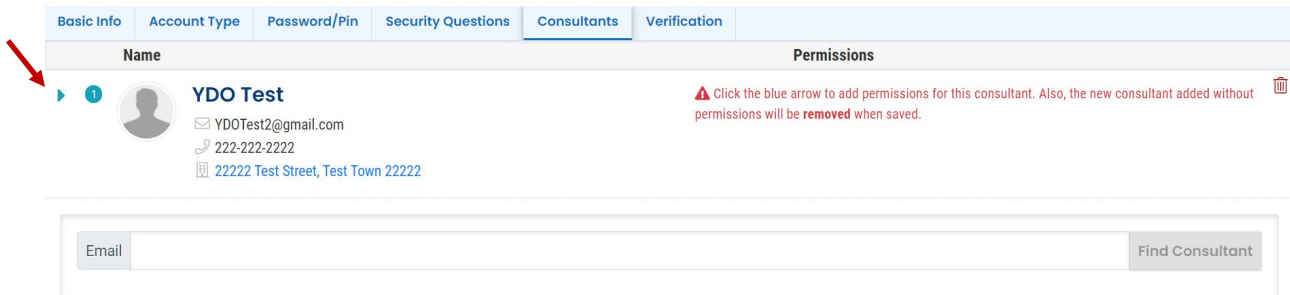 Basic Info Account Type Password/Pin Security Questions Consultants Verification
Name Permissions
1 YDO Test
YDOTest2@gmail.com
222-222-2222
22222 Test Street, Test Town 22222
Click the blue arrow to add permissions for this consultant. Also, the new consultant added without
permissions will be removed when saved.
Email Find Consultant